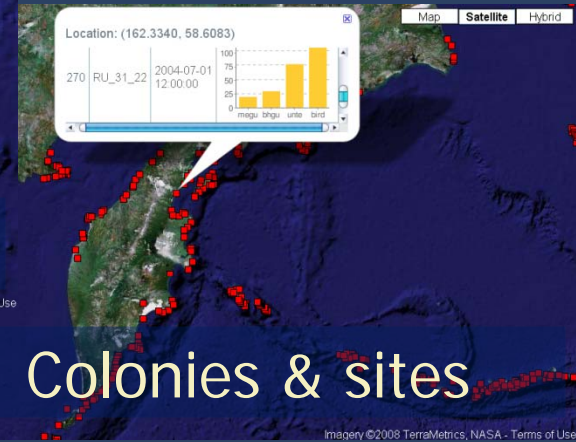 Map Satellite Hybrid
Location: (162.3340, 58.6083)
270 RU_31_22 2004-07-01
12:00:00
100
75
50
25
0
megu bhgu unte bird
Use
Colonies & sites
Imagery ©2008 TerraMetrics, NASA - Terms of Use